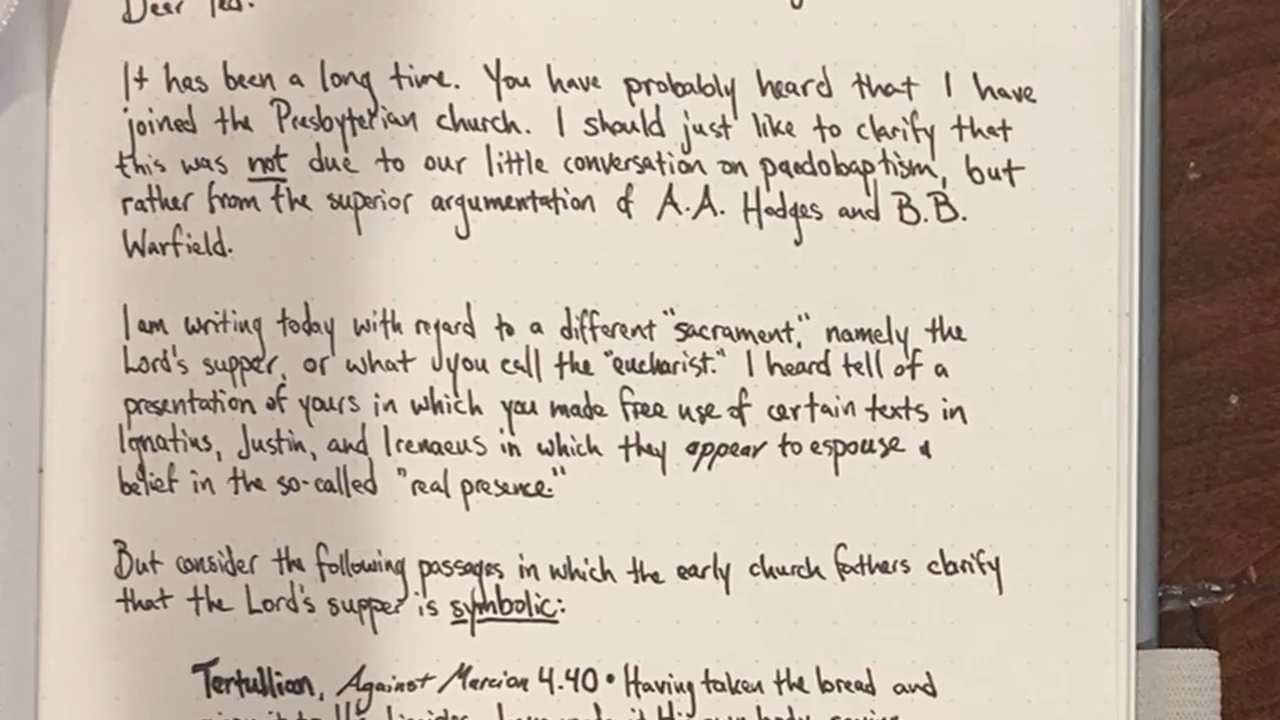 Dear Ted.
It has been a long time. You have probably heard that I have
joined the Presbyterian church. I should just like to clarify that
this was not due to our little conversation on paedobaptism, but
rather from the superior argumentation of A.A. Hodges and B.B.
Warfield.
I am writing today with regard to a different "sacrament," namely the
Lord's supper, or what you call the "eucharist." I heard tell of a
presentation of yours in which you made free use of certain texts in
Ignatius, Justin, and Irenaeus in which they appear to espouse a
belief in the so-called "real presence."
But consider the following passages in which the early church fathers clarify
that the Lord's supper is symbolic:
Tertullian, Against Marcion 4.40 • Having taken the bread and